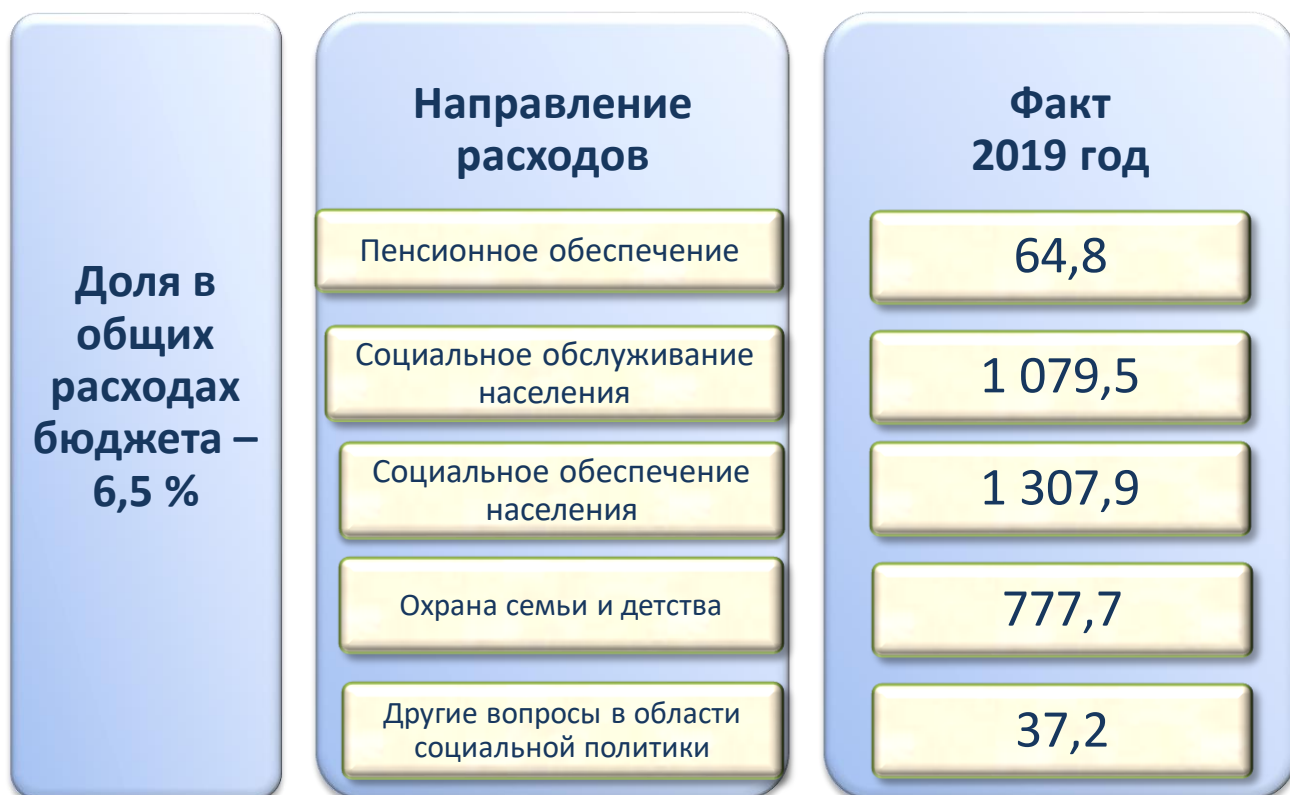 Доля в
общих
расходах
бюджета –
6,5 %
Направление
расходов
Факт
2019 год
Пенсионное обеспечение
64,8
Социальное обслуживание
населения
1 079,5
Социальное обеспечение
населения
1 307,9
Охрана семьи и детства
777,7
Другие вопросы в области
социальной политики
37,2